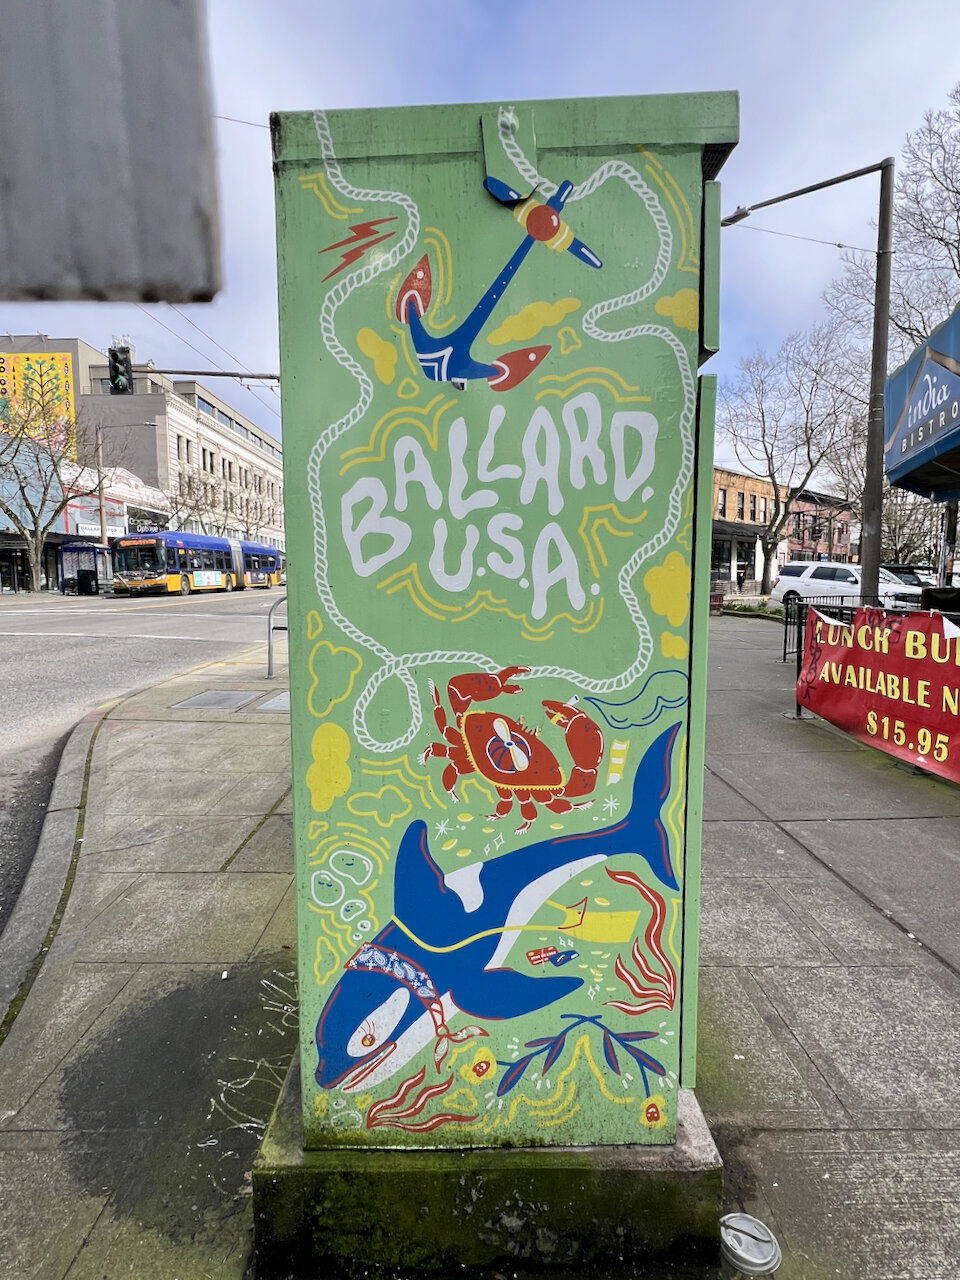 BALLARD.
U.S.A.
india
BISTRO
LUNCH BU
AVAILABLE N
$15.95